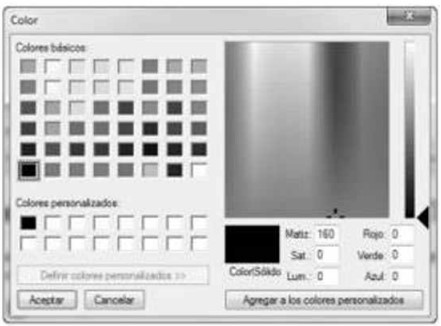 Color
Colores básicos:
Colores personalizados:
Definir colores personalizados >>
Aceptar
Cancelar
Color|Sólido
Matiz: 160
Sat.: 0
Lum.: 0
Rojo: 0
Verde: 0
Azul: 0
Agregar a los colores personalizados